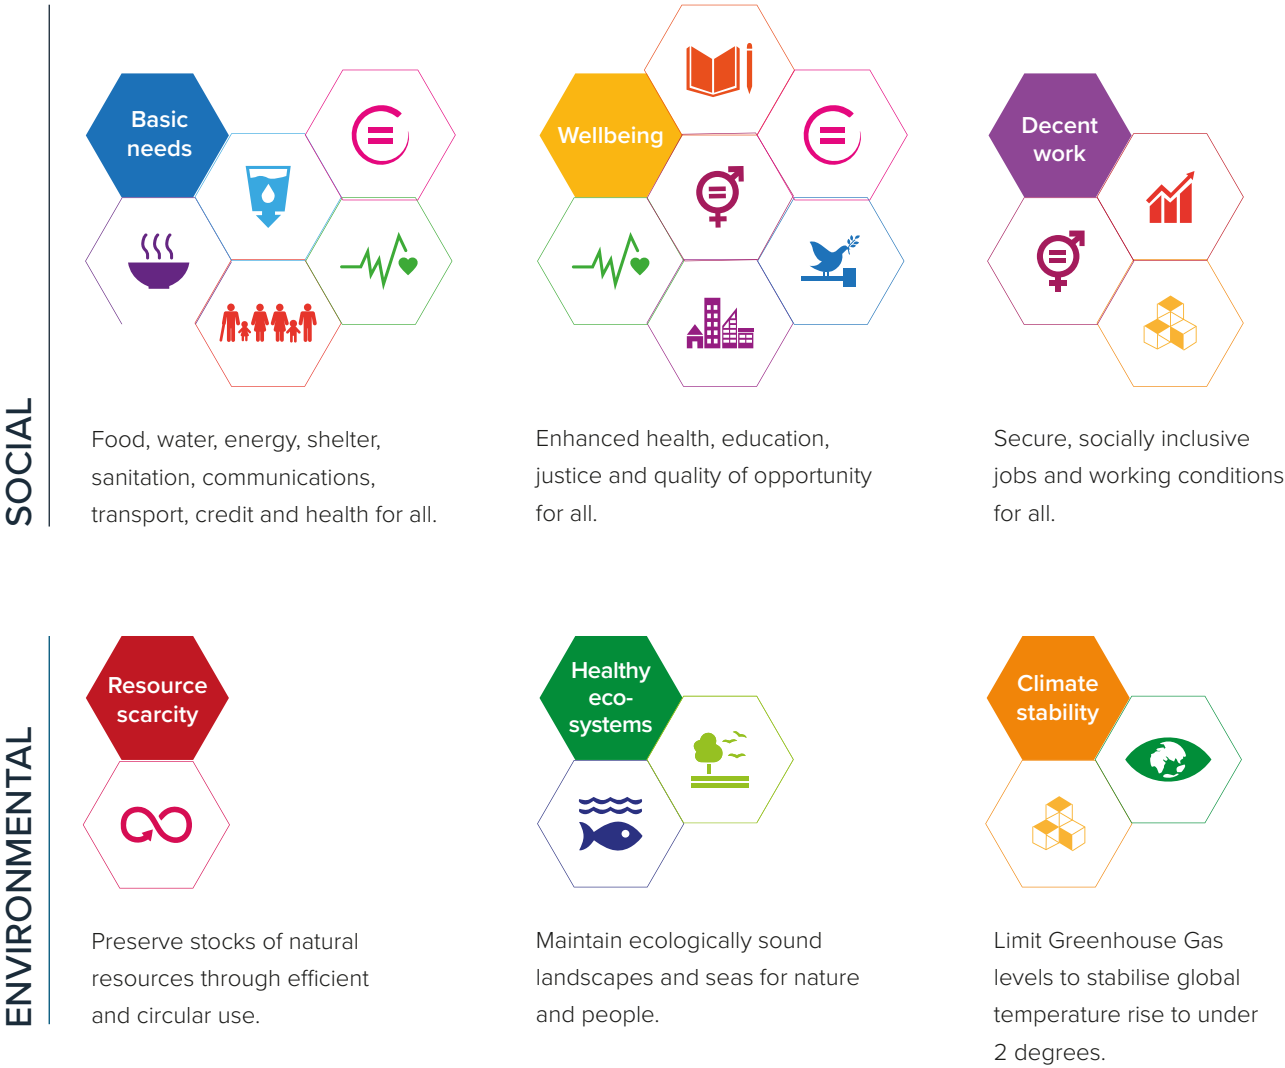 SOCIAL
Basic
needs
Food, water, energy, shelter,
sanitation, communications,
transport, credit and health for all.
Wellbeing
Enhanced health, education,
justice and quality of opportunity
for all.
Decent
work
Secure, socially inclusive
jobs and working conditions
for all.
ENVIRONMENTAL
Resource
scarcity
Preserve stocks of natural
resources through efficient
and circular use.
Healthy
eco-
systems
Maintain ecologically sound
landscapes and seas for nature
and people.
Climate
stability
Limit Greenhouse Gas
levels to stabilise global
temperature rise to under
2 degrees.